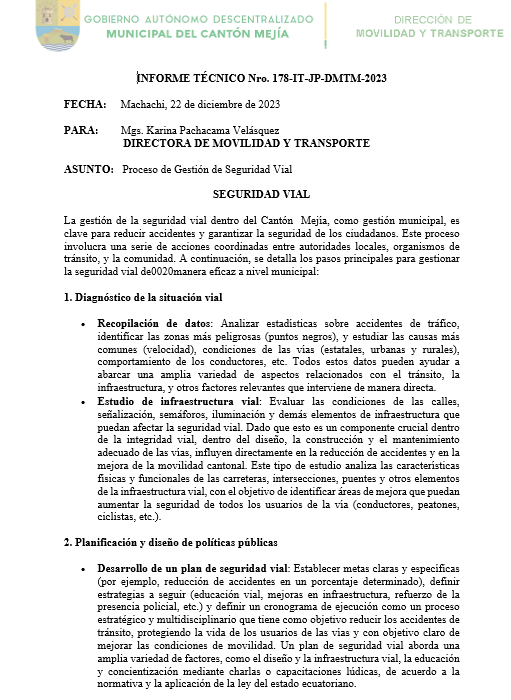 GOBIERNO AUTÓNOMO DESCENTRALIZADO
MUNICIPAL DEL CANTÓN MEJÍA
DIRECCIÓN DE
MOVILIDAD Y TRANSPORTE
INFORME TÉCNICO Nro. 178-IT-JP-DMTM-2023
FECHA: Machachi, 22 de diciembre de 2023
PARA: Mgs. Karina Pachacama Velásquez
DIRECTORA DE MOVILIDAD Y TRANSPORTE
ASUNTO: Proceso de Gestión de Seguridad Vial
SEGURIDAD VIAL
La gestión de la seguridad vial dentro del Cantón Mejía, como gestión municipal, es
clave para reducir accidentes y garantizar la seguridad de los ciudadanos. Este proceso
involucra una serie de acciones coordinadas entre autoridades locales, organismos de
tránsito, y la comunidad. A continuación, se detalla los pasos principales para gestionar
la seguridad vial de0020manera eficaz a nivel municipal:
1. Diagnóstico de la situación vial
• Recopilación de datos: Analizar estadísticas sobre accidentes de tráfico,
identificar las zonas más peligrosas (puntos negros), y estudiar las causas más
comunes (velocidad), condiciones de las vías (estatales, urbanas y rurales),
comportamiento de los conductores, etc. Todos estos datos pueden ayudar a
abarcar una amplia variedad de aspectos relacionados con el tránsito, la
infraestructura, y otros factores relevantes que interviene de manera directa.
• Estudio de infraestructura vial: Evaluar las condiciones de las calles,
señalización, semáforos, iluminación y demás elementos de infraestructura que
puedan afectar la seguridad vial. Dado que esto es un componente crucial dentro
de la integridad vial, dentro del diseño, la construcción y el mantenimiento
adecuado de las vías, influyen directamente en la reducción de accidentes y en la
mejora de la movilidad cantonal. Este tipo de estudio analiza las características
físicas y funcionales de las carreteras, intersecciones, puentes y otros elementos
de la infraestructura vial, con el objetivo de identificar áreas de mejora que puedan
aumentar la seguridad de todos los usuarios de la vía (conductores, peatones,
ciclistas, etc.).
2. Planificación y diseño de políticas públicas
• Desarrollo de un plan de seguridad vial: Establecer metas claras y específicas
(por ejemplo, reducción de accidentes en un porcentaje determinado), definir
estrategias a seguir (educación vial, mejoras en infraestructura, refuerzo de la
presencia policial, etc.) y definir un cronograma de ejecución como un proceso
estratégico y multidisciplinario que tiene como objetivo reducir los accidentes de
tránsito, protegiendo la vida de los usuarios de las vías y con objetivo claro de
mejorar las condiciones de movilidad. Un plan de seguridad vial aborda una
amplia variedad de factores, como el diseño y la infraestructura vial, la educación
y concientización mediante charlas o capacitaciones lúdicas, de acuerdo a la
normativa y la aplicación de la ley del estado ecuatoriano.